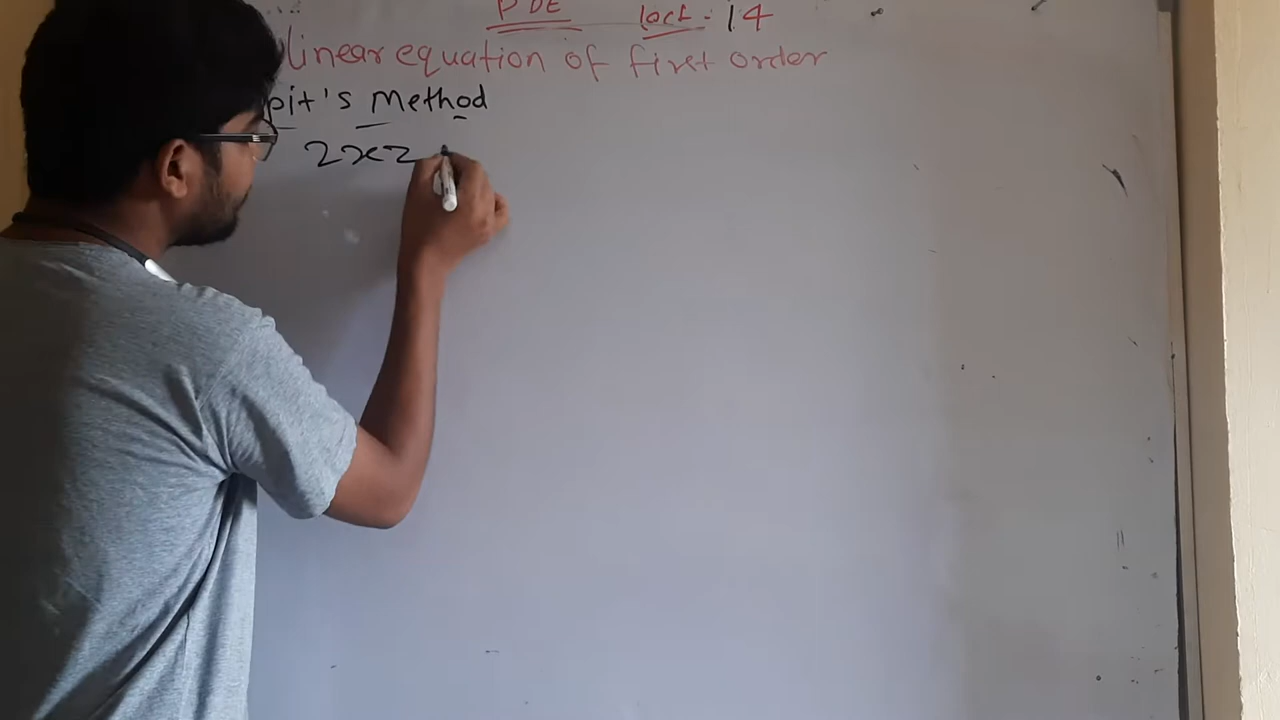 PDE Lect - 14
linear equation of first order
pit's Method
2xz